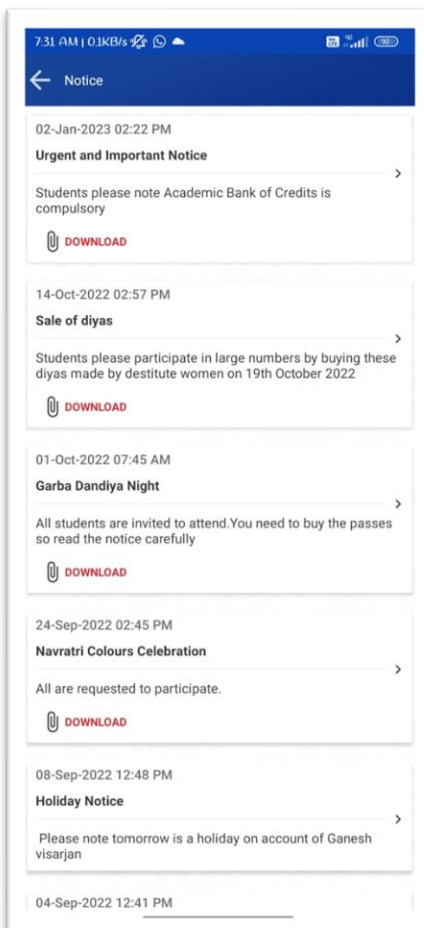 7:31 AM | 0.1KB/s
Notice
02-Jan-2023 02:22 PM
Urgent and Important Notice
Students please note Academic Bank of Credits is
compulsory
DOWNLOAD
14-Oct-2022 02:57 PM
Sale of diyas
Students please participate in large numbers by buying these
diyas made by destitute women on 19th October 2022
DOWNLOAD
01-Oct-2022 07:45 AM
Garba Dandiya Night
All students are invited to attend.You need to buy the passes
so read the notice carefully
DOWNLOAD
24-Sep-2022 02:45 PM
Navratri Colours Celebration
All are requested to participate.
DOWNLOAD
08-Sep-2022 12:48 PM
Holiday Notice
Please note tomorrow is a holiday on account of Ganesh
visarjan
04-Sep-2022 12:41 PM